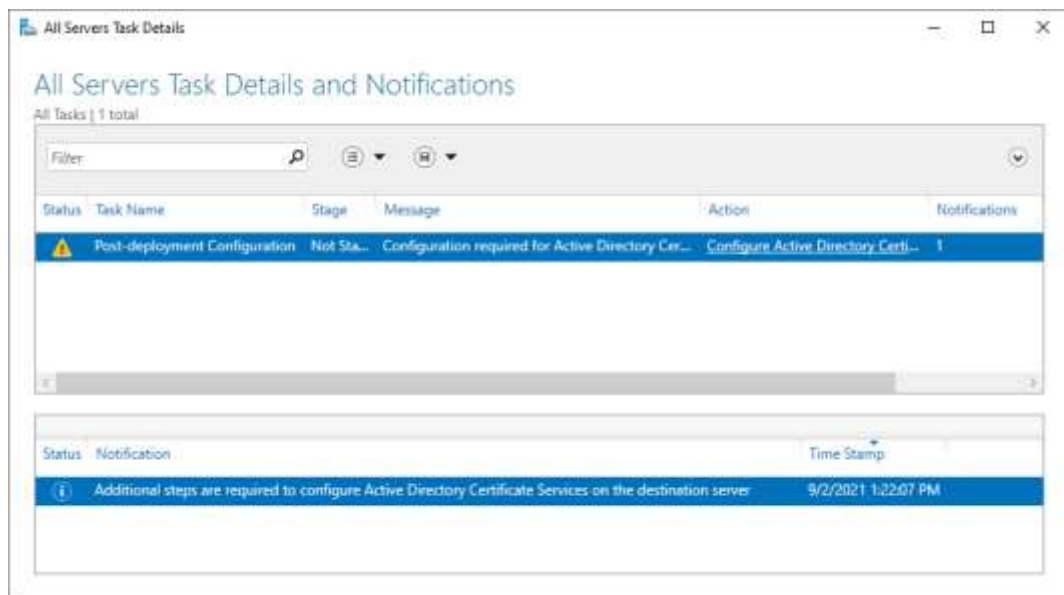 All Servers Task Details
All Servers Task Details and Notifications
All Tasks | 1 total
Filter
Status Task Name Stage Message Action Notifications
Post-deployment Configuration Not Sta... Configuration required for Active Directory Cer... Configure Active Directory Certi... 1
Status Notification Time Stamp
Additional steps are required to configure Active Directory Certificate Services on the destination server 9/2/2021 1:22:07 PM